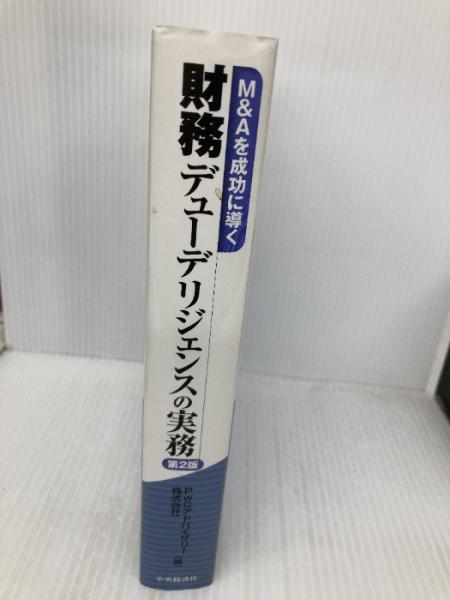 M&Aを成功に導く
財務デューデリジェンスの実務
第2版
PwCアドバイザリー
株式会社
[編]
中央経済社